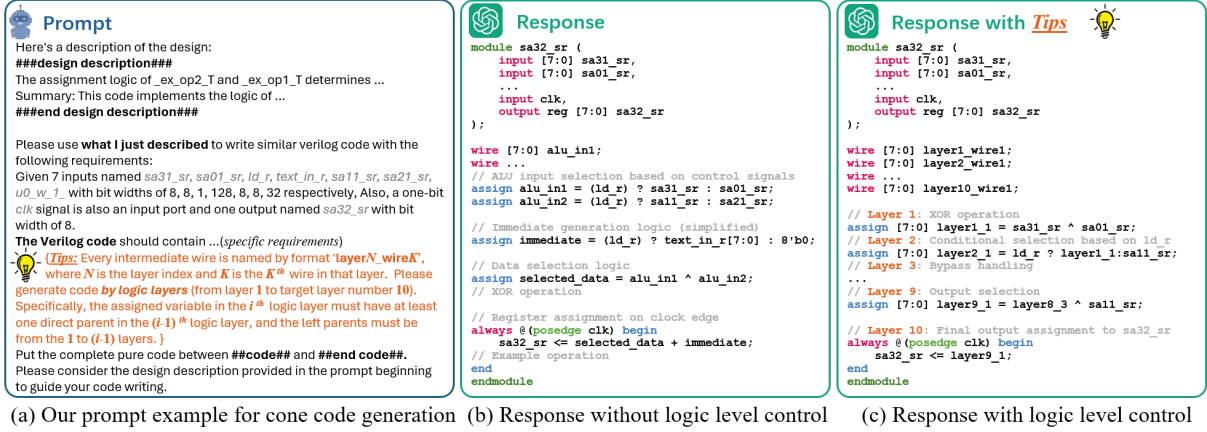 Prompt
Here's a description of the design:
###design description###
The assignment logic of _ex_op2_T and _ex_op1_T determines ...
Summary: This code implements the logic of ...
###end design description###
Please use what I just described to write similar verilog code with the
following requirements:
Given 7 inputs named sa31_sr, sa01_sr, ld_r, text_in_r, sa11_sr, sa21_sr,
u0_w_1_ with bit widths of 8, 8, 1, 128, 8, 8, 32 respectively, Also, a one-bit
clk signal is also an input port and one output named sa32_sr with bit
width of 8.
The Verilog code should contain ...(specific requirements)
{Tips: Every intermediate wire is named by format 'layerN_wireK',
where N is the layer index and K is the Kth wire in that layer. Please
generate code by logic layers (from layer 1 to target layer number 10).
Specifically, the assigned variable in the i th logic layer must have at least
one direct parent in the (i-1) th logic layer, and the left parents must be
from the 1 to (i-1) layers. }
Put the complete pure code between ##code## and ##end code##.
Please consider the design description provided in the prompt beginning
to guide your code writing.
(a) Our prompt example for cone code generation
Response
module sa32_sr (
input [7:0] sa31_sr,
input [7:0] sa01_sr,
...
input clk,
output reg [7:0] sa32_sr
);
wire [7:0] alu_in1;
wire ...
// ALU input selection based on control signals
assign alu_in1 = (ld_r) ? sa31_sr : sa01_sr;
assign alu_in2 = (ld_r) ? sa11_sr : sa21_sr;
// Immediate generation logic (simplified)
assign immediate = (ld_r) ? text_in_r[7:0] : 8'b0;
// Data selection logic
assign selected_data = alu_in1 ^ alu_in2;
// XOR operation
// Register assignment on clock edge
always @(posedge clk) begin
sa32_sr <= selected_data + immediate;
// Example operation
end
endmodule
(b) Response without logic level control
Response with Tips
module sa32_sr (
input [7:0] sa31_sr,
input [7:0] sa01_sr,
...
input clk,
output reg [7:0] sa32_sr
);
wire [7:0] layer1_wire1;
wire [7:0] layer2_wire1;
wire ...
wire [7:0] layer10_wire1;
// Layer 1: XOR operation
assign [7:0] layer1_1 = sa31_sr ^ sa01_sr;
// Layer 2: Conditional selection based on ld_r
assign [7:0] layer2_1 = ld_r ? layer1_1:sa11_sr;
// Layer 3: Bypass handling
...
// Layer 9: Output selection
assign [7:0] layer9_1 = layer8_3 ^ sa11_sr;
// Layer 10: Final output assignment to sa32_sr
always @(posedge clk) begin
sa32_sr <= layer9_1;
end
endmodule
(c) Response with logic level control